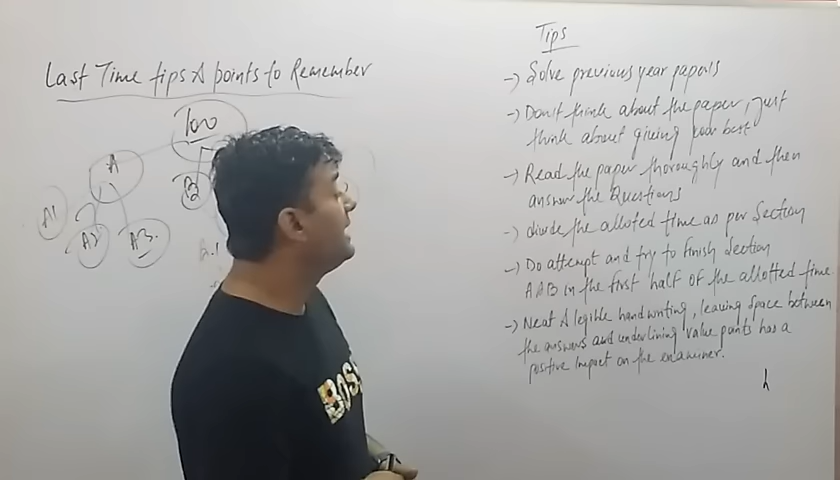 Last Time tips & points to Remember
Too
A
B
A1
A2
A3.
Tips
-) Solve previous year papers
-) Don't think about the paper, just
think about giving your best
-) Read the paper thoroughly and then
answer the Questions
-) divide the alloted time as per Section
-) Do attempt and try to finish Section
A&B in the first half of the allotted time.
-) Neat & legible handwriting, leaving space between
the answers and underlining value points has a
positive impact on the examiner.
BOSS